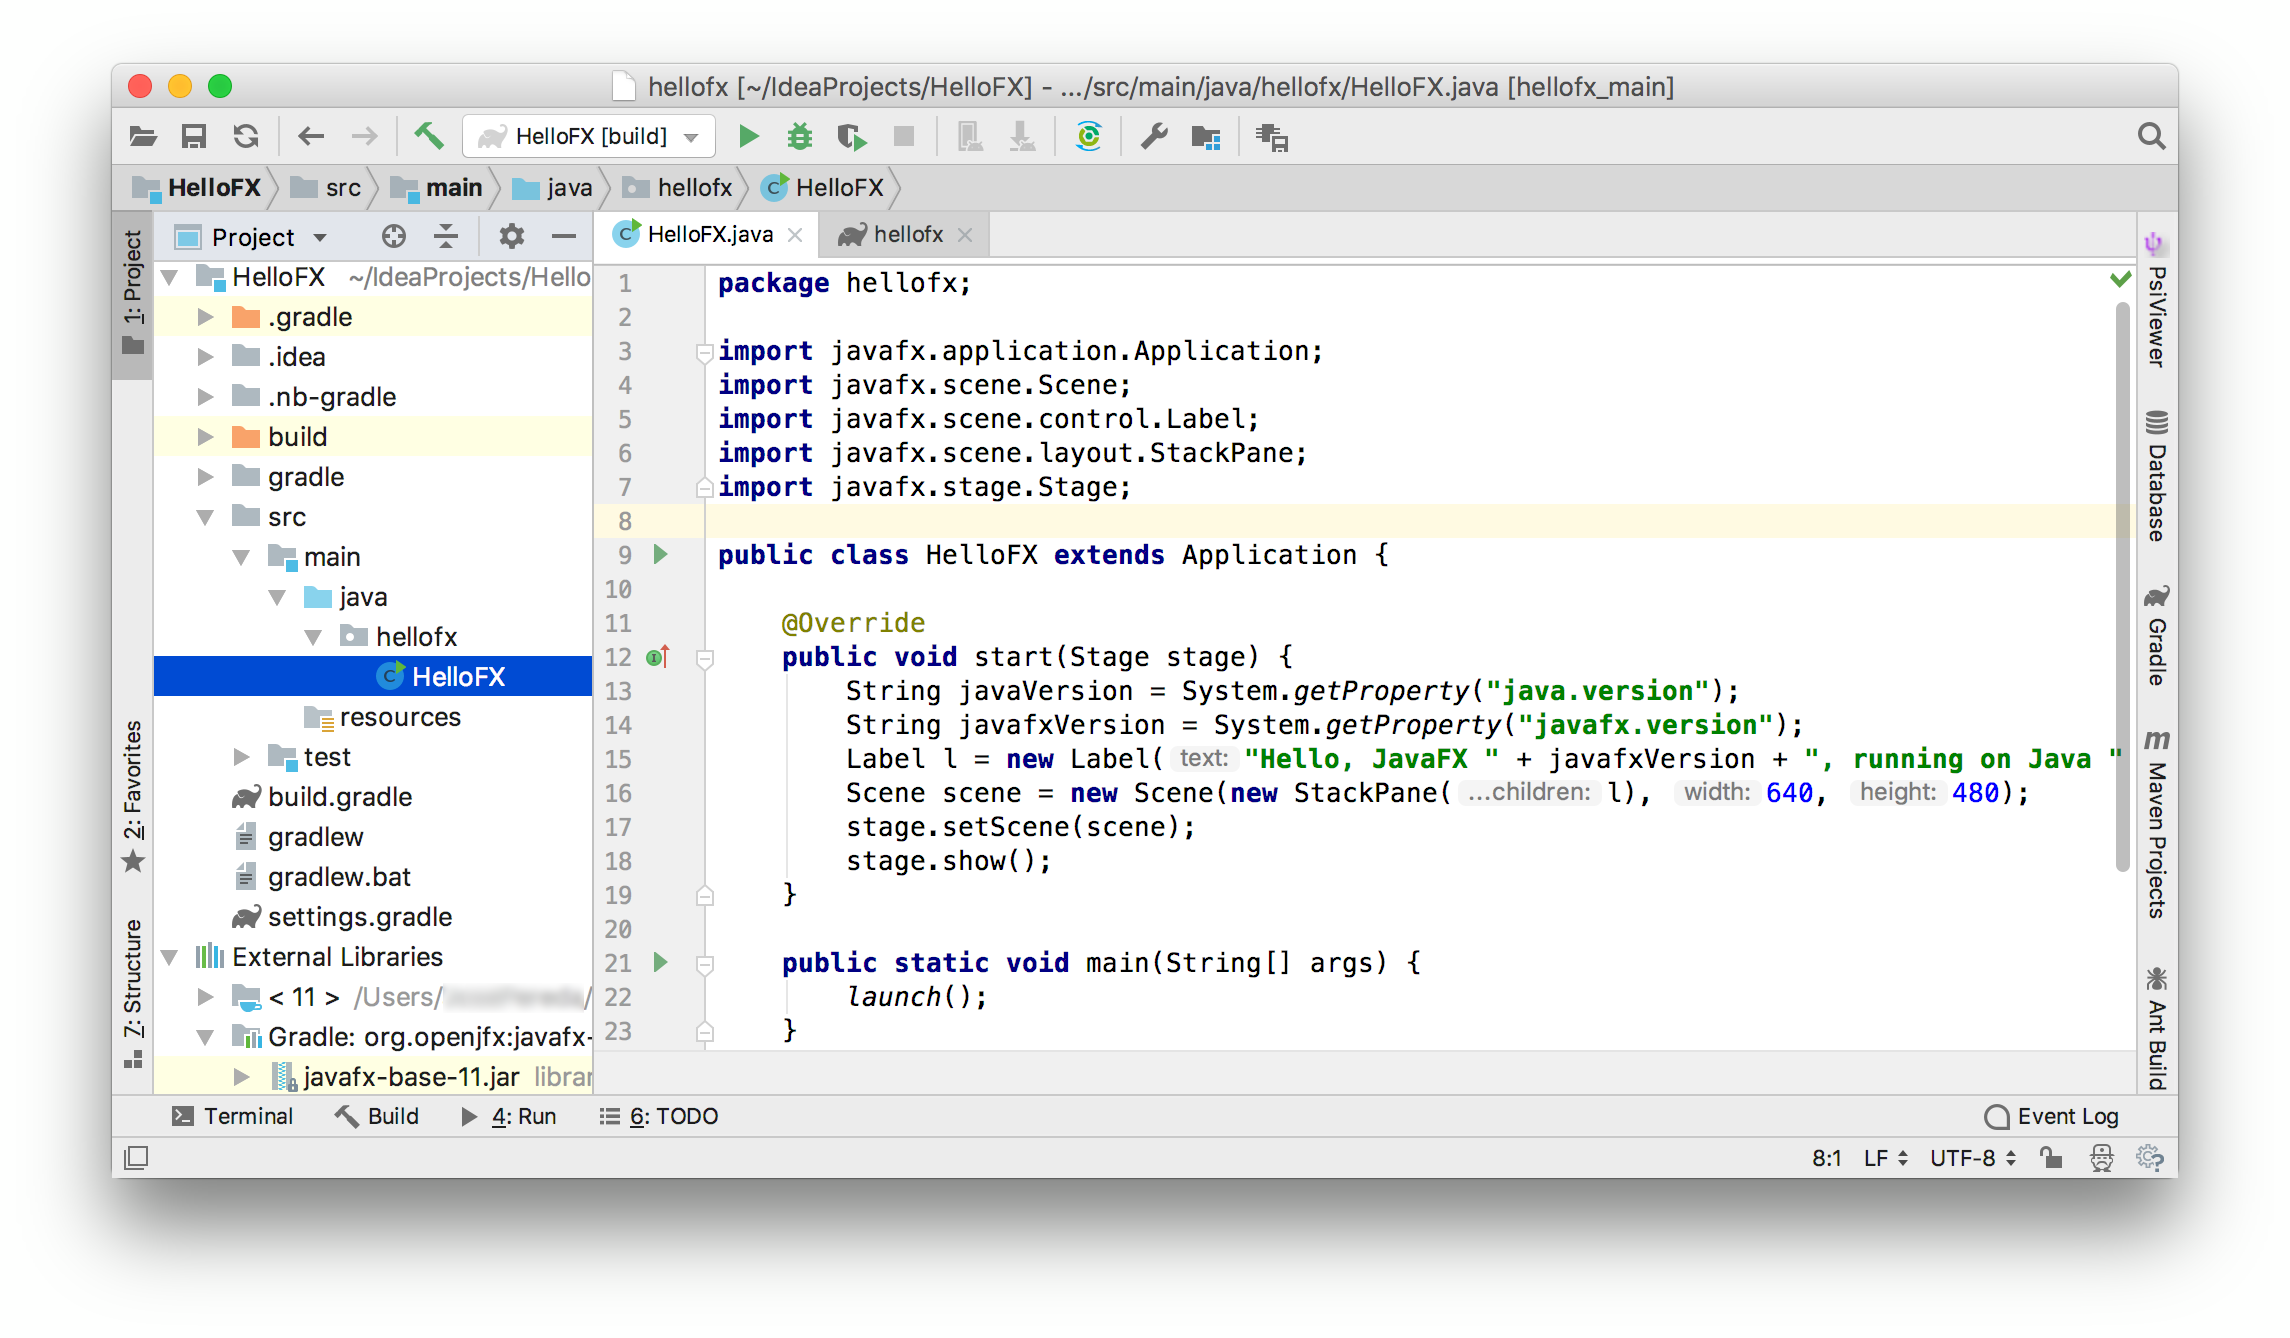 hellofx [~/IdeaProjects/HelloFX] - .../src/main/java/hellofx/HelloFX.java [hellofx_main]
HelloFX [build]
HelloFX src main java hellofx HelloFX
1: Project
2: Favorites
7: Structure
Project
HelloFX ~/IdeaProjects/Hello
.gradle
.idea
.nb-gradle
build
gradle
src
main
java
hellofx
HelloFX
resources
test
build.gradle
gradlew
gradlew.bat
settings.gradle
External Libraries
< 11 > /Users/
Gradle: org.openjfx:javafx-
javafx-base-11.jar librar
HelloFX.java hellofx
1 package hellofx;
2
3 import javafx.application.Application;
4 import javafx.scene.Scene;
5 import javafx.scene.control.Label;
6 import javafx.scene.layout.StackPane;
7 import javafx.stage.Stage;
8
9 public class HelloFX extends Application {
10
11 @Override
12 public void start(Stage stage) {
13 String javaVersion = System.getProperty("java.version");
14 String javafxVersion = System.getProperty("javafx.version");
15 Label l = new Label( text: "Hello, JavaFX " + javafxVersion + ", running on Java "
16 Scene scene = new Scene(new StackPane( ...children: l), width: 640, height: 480);
17 stage.setScene(scene);
18 stage.show();
19 }
20
21 public static void main(String[] args) {
22 launch();
23 }
PsiViewer
Database
Gradle
Maven Projects
Ant Build
Terminal Build 4: Run 6: TODO Event Log
8:1 LF UTF-8